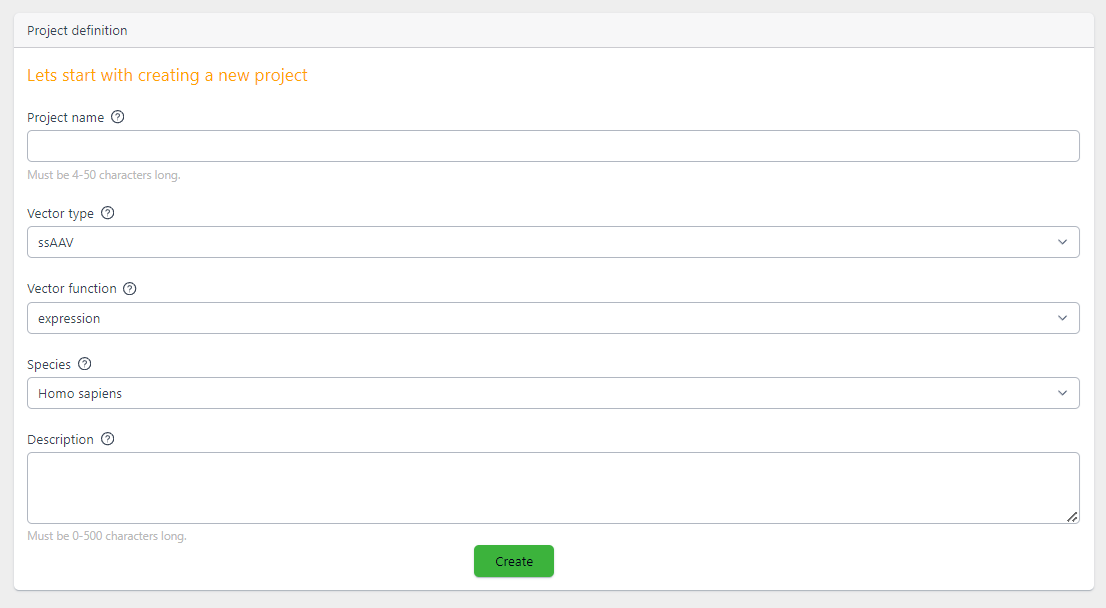 Project definition
Lets start with creating a new project
Project name
Must be 4-50 characters long.
Vector type
ssAAV
Vector function
expression
Species
Homo sapiens
Description
Must be 0-500 characters long.
Create